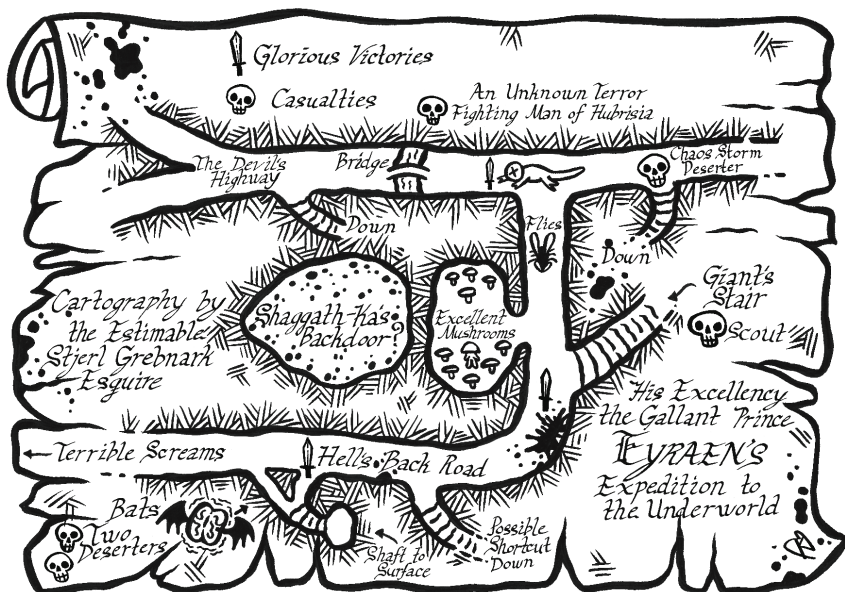 Glorious Victories
Casualties
An Unknown Terror
Fighting Man of Hubrisia
The Devil's
Highway
Bridge
Chaos Storm
Deserter
Down
Flies
Down
Giant's
Stair
Scout
Cartography by
the Estimable
Stjerl Grebnark
Esquire
Shaggath-Ka's
Backdoor?
Excellent
Mushrooms
His Excellency
the Gallant Prince
EYRAEN'S
Expedition to
the Underworld
Terrible Screams
Hell's Back Road
Bats
Two
Deserters
Shaft to
Surface
Possible
Shortcut
Down